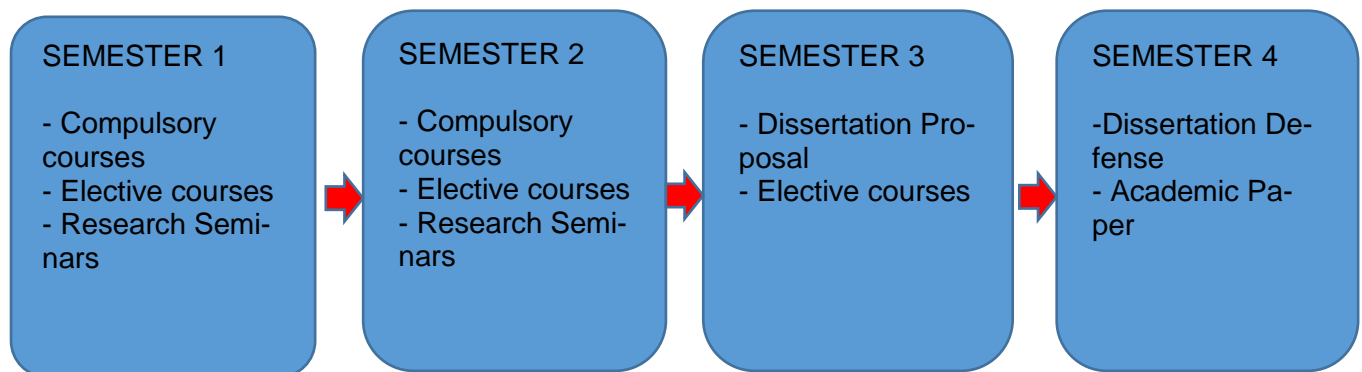 SEMESTER 1
- Compulsory
courses
- Elective courses
- Research Semi-
nars
SEMESTER 2
- Compulsory
courses
- Elective courses
- Research Semi-
nars
SEMESTER 3
- Dissertation Pro-
posal
- Elective courses
SEMESTER 4
-Dissertation De-
fense
- Academic Pa-
per